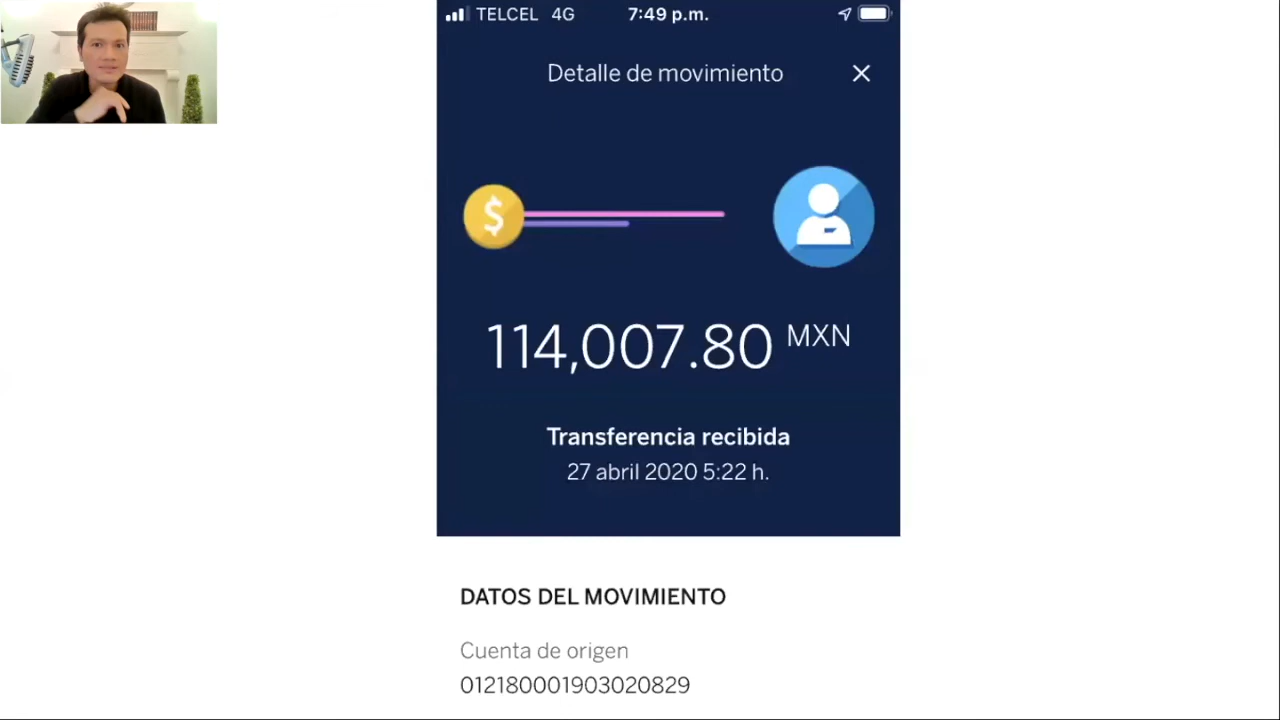 TELCEL 4G 7:49 p.m.
Detalle de movimiento
$
114,007.80 MXN
Transferencia recibida
27 abril 2020 5:22 h.
DATOS DEL MOVIMIENTO
Cuenta de origen
012180001903020829